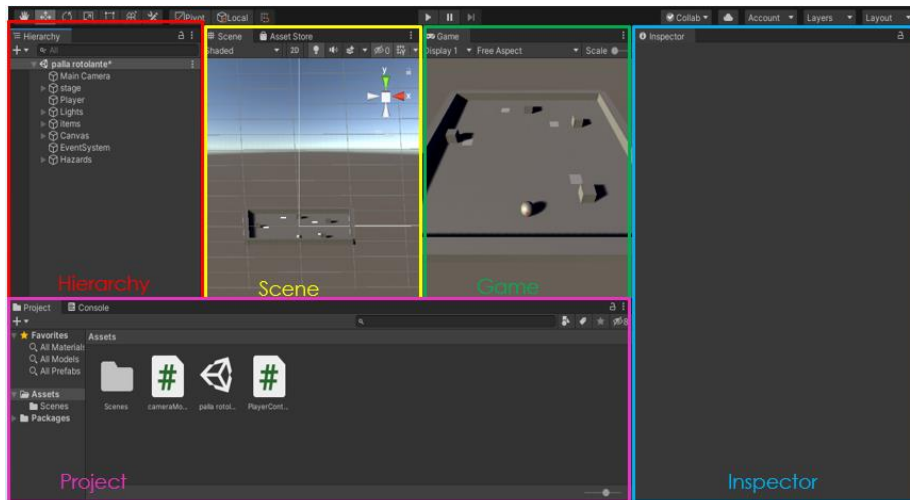 Pivot Local Collab Account Layers Layout
Hierarchy
All
palla rotolante*
Main Camera
stage
Player
Lights
items
Canvas
EventSystem
Hazards
Hierarchy
Scene Asset Store
Shaded 2D 0
Scene
Game
Display 1 Free Aspect Scale
Game
Inspector
Inspector
Project Console
Favorites
All Materials
All Models
All Prefabs
Assets
Scenes
Packages
Assets
Scenes cameraMo... palla rotol... PlayerCont...
8
Project